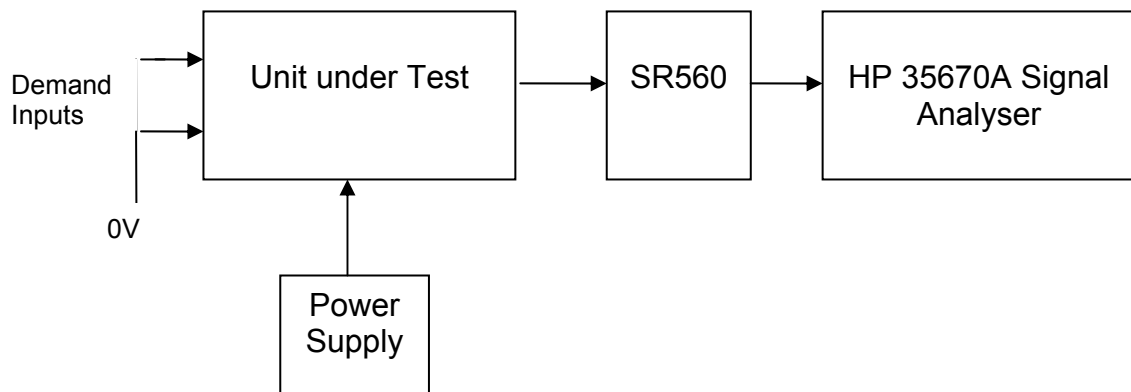 Demand
Inputs
0V
Unit under Test
SR560
HP 35670A Signal
Analyser
Power
Supply